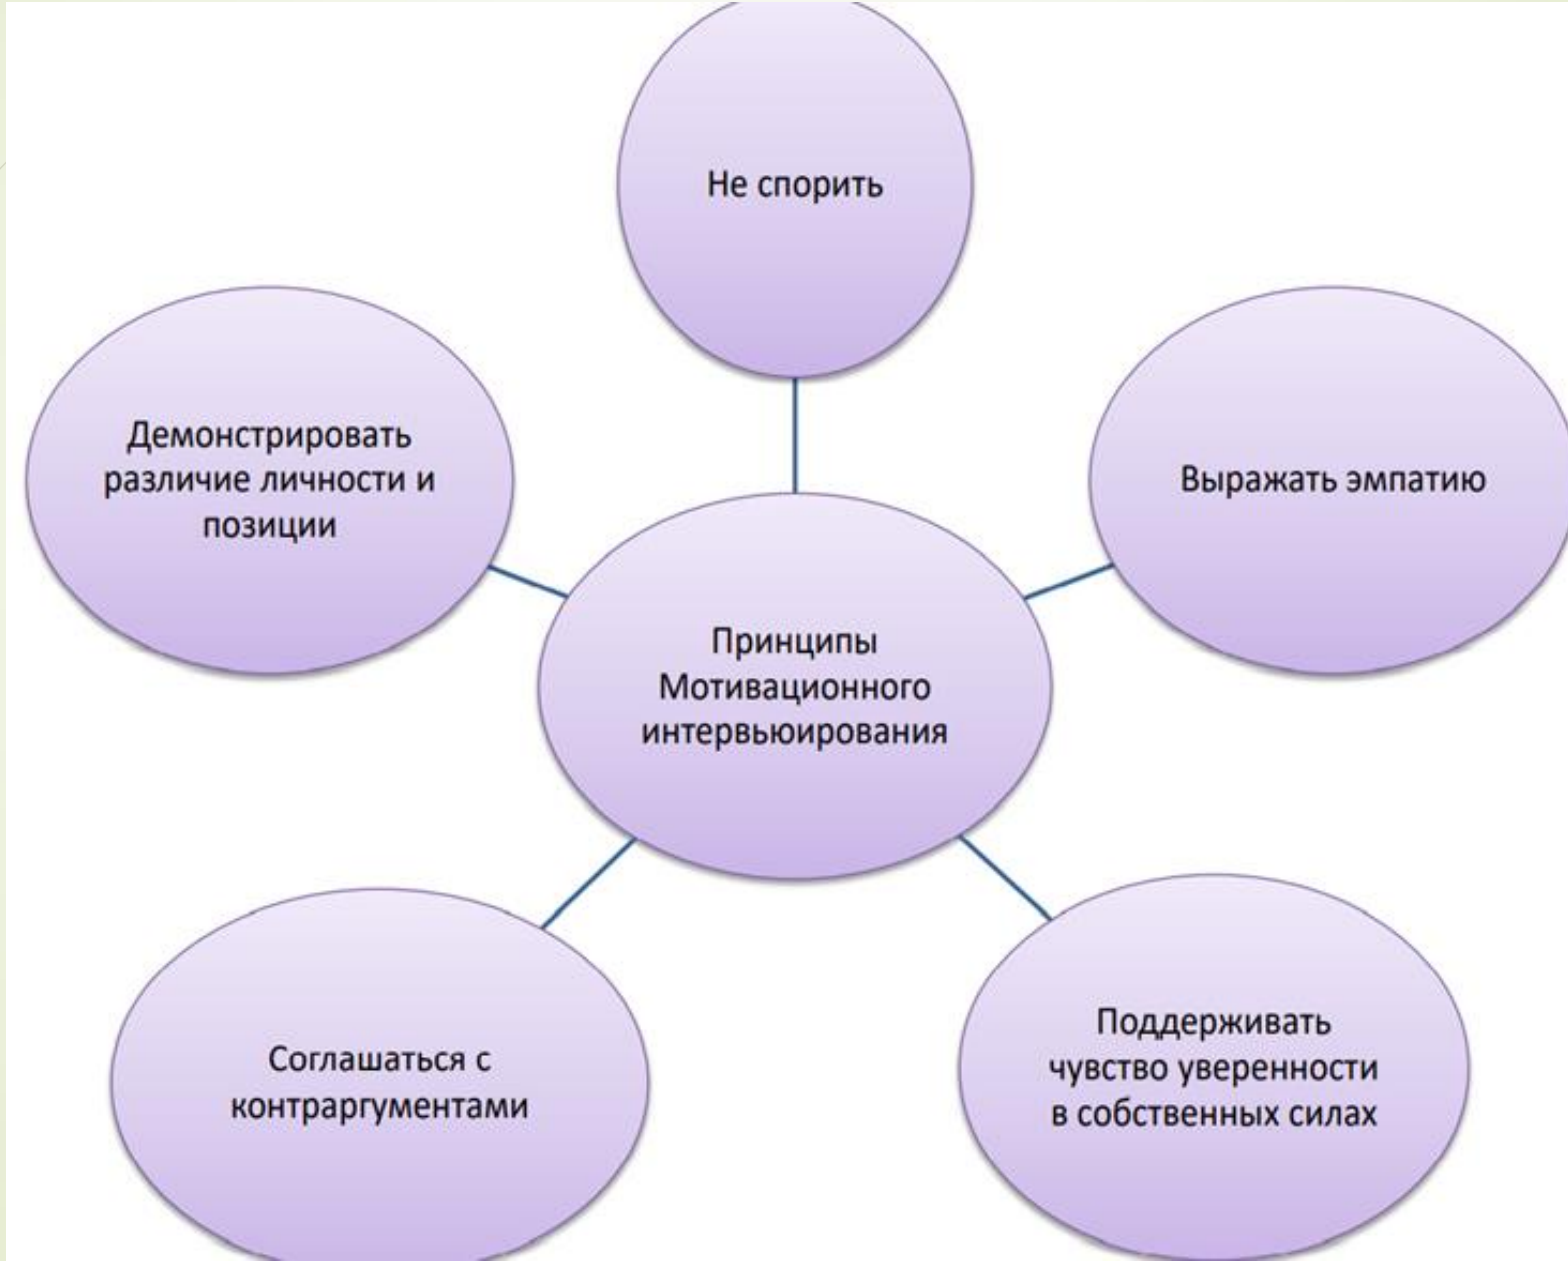 Не спорить
Демонстрировать
различие личности и
позиции
Выражать эмпатию
Принципы
Мотивационного
интервьюирования
Соглашаться с
контраргументами
Поддерживать
чувство уверенности
в собственных силах